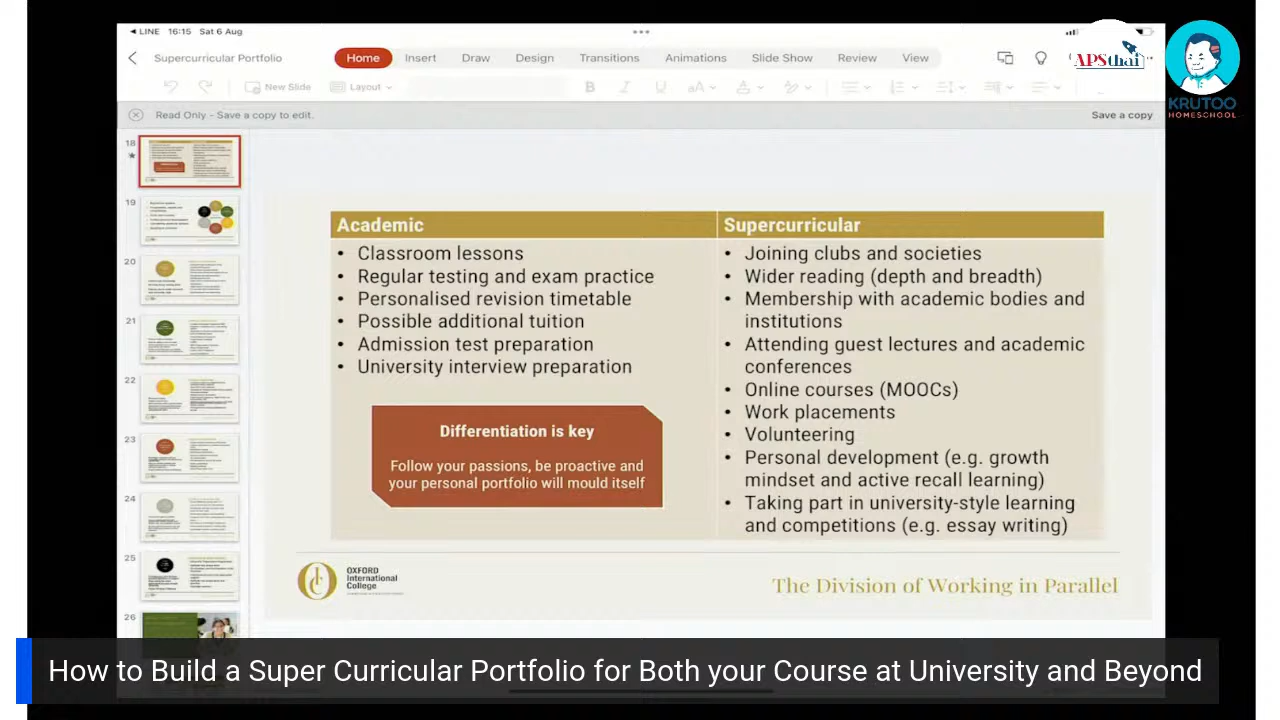 LINE 16:15 Sat 6 Aug
Supercurricular Portfolio
Home Insert Draw Design Transitions Animations Slide Show Review View
APSthai
KRUTOO
HOMESCHOOL
New Slide Layout B I U
Read Only - Save a copy to edit. Save a copy
18
19
20
21
22
23
24
25
26
Academic
Classroom lessons
Regular testing and exam practice
Personalised revision timetable
Possible additional tuition
Admission test preparation
University interview preparation
Differentiation is key
Follow your passions, be proactive and
your personal portfolio will mould itself
Supercurricular
Joining clubs and societies
Wider reading (depth and breadth)
Membership with academic bodies and
institutions
Attending guest lectures and academic
conferences
Online courses (MOOCs)
Work placements
Volunteering
Personal development (e.g. growth
mindset and active recall learning)
Taking part in university-style learning
and competitions (e.g. essay writing)
OXFORD
International
College
The Division of Working in Parallel
How to Build a Super Curricular Portfolio for Both your Course at University and Beyond